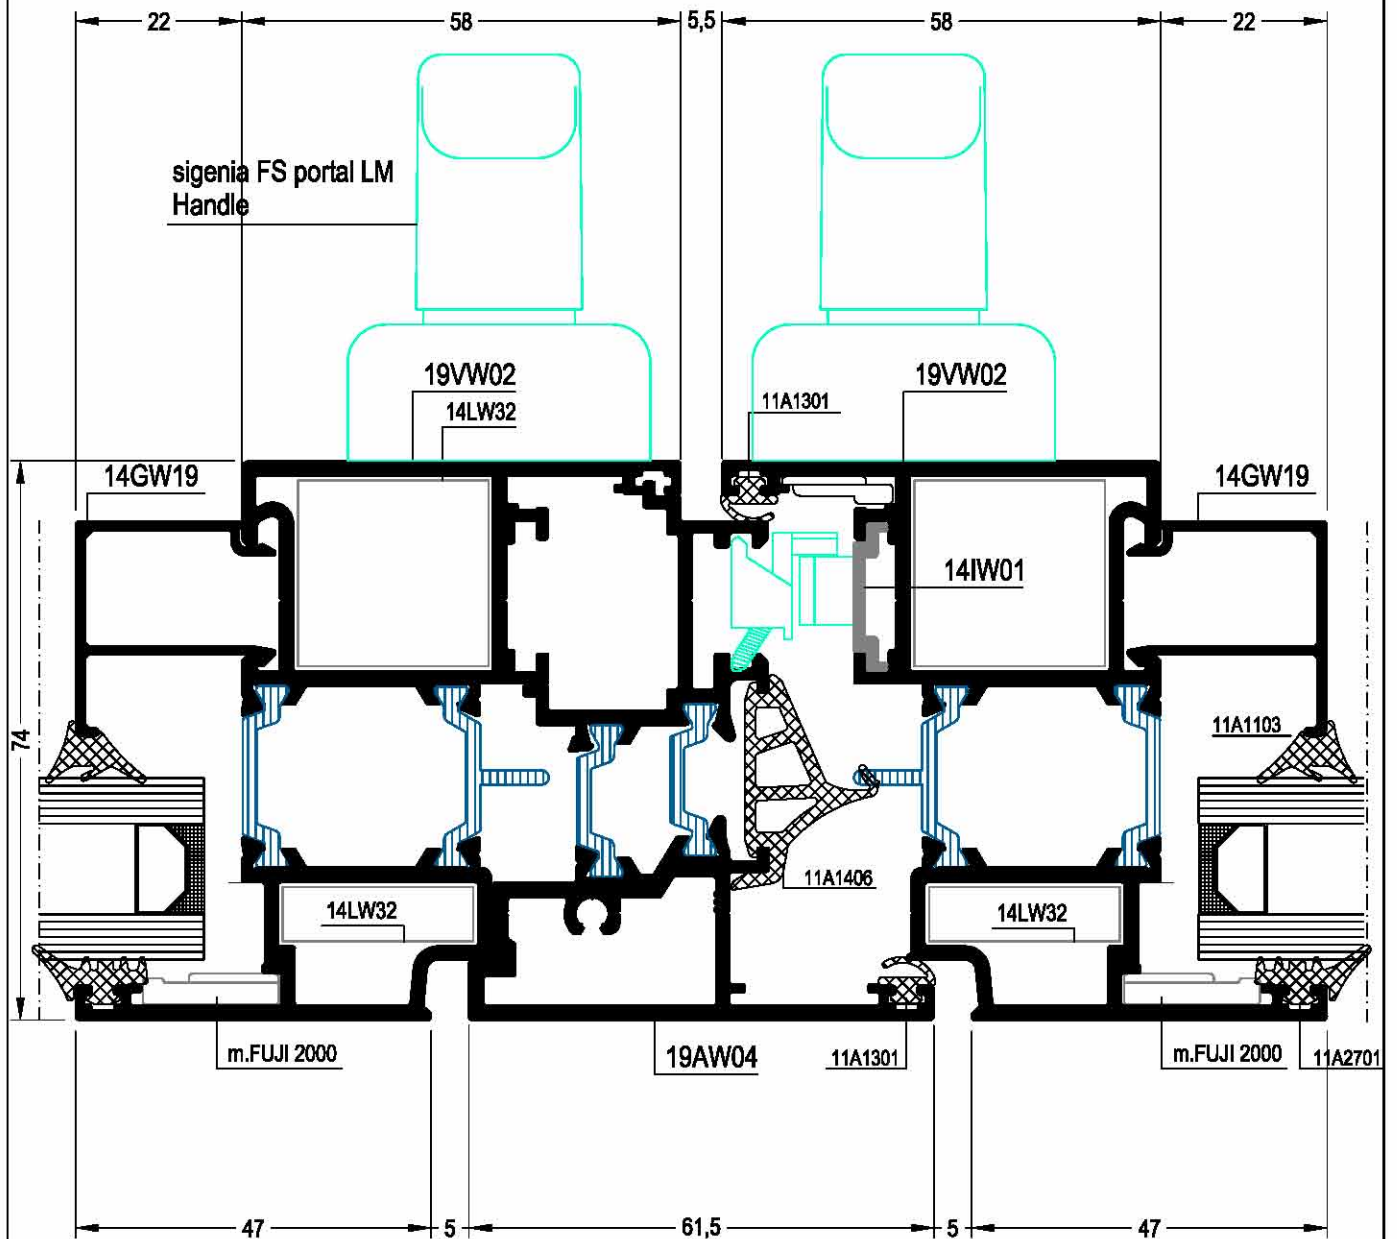 22
58
5,5
58
22
sigenia FS portal LM
Handle
19VW02
19VW02
14LW32
11A1301
14GW19
14GW19
14IW01
74
11A1103
11A1406
14LW32
14LW32
m.FUJI 2000
19AW04
11A1301
m.FUJI 2000
11A2701
47
5
61,5
5
47